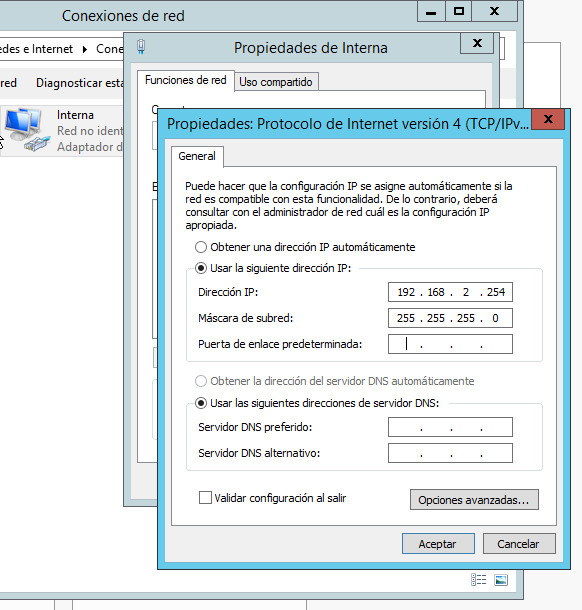 Conexiones de red
edes e Internet
Cone
red
Diagnosticar esta
Interna
Red no ident
Adaptador d
Propiedades de Interna
Funciones de red
Uso compartido
Propiedades: Protocolo de Internet versión 4 (TCP/IPv...
General
Puede hacer que la configuración IP se asigne automáticamente si la
red es compatible con esta funcionalidad. De lo contrario, deberá
consultar con el administrador de red cuál es la configuración IP
apropiada.
Obtener una dirección IP automáticamente
Usar la siguiente dirección IP:
Dirección IP: 192 . 168 . 2 . 254
Máscara de subred: 255 . 255 . 255 . 0
Puerta de enlace predeterminada: . . .
Obtener la dirección del servidor DNS automáticamente
Usar las siguientes direcciones de servidor DNS:
Servidor DNS preferido: . . .
Servidor DNS alternativo: . . .
Validar configuración al salir
Opciones avanzadas...
Aceptar
Cancelar